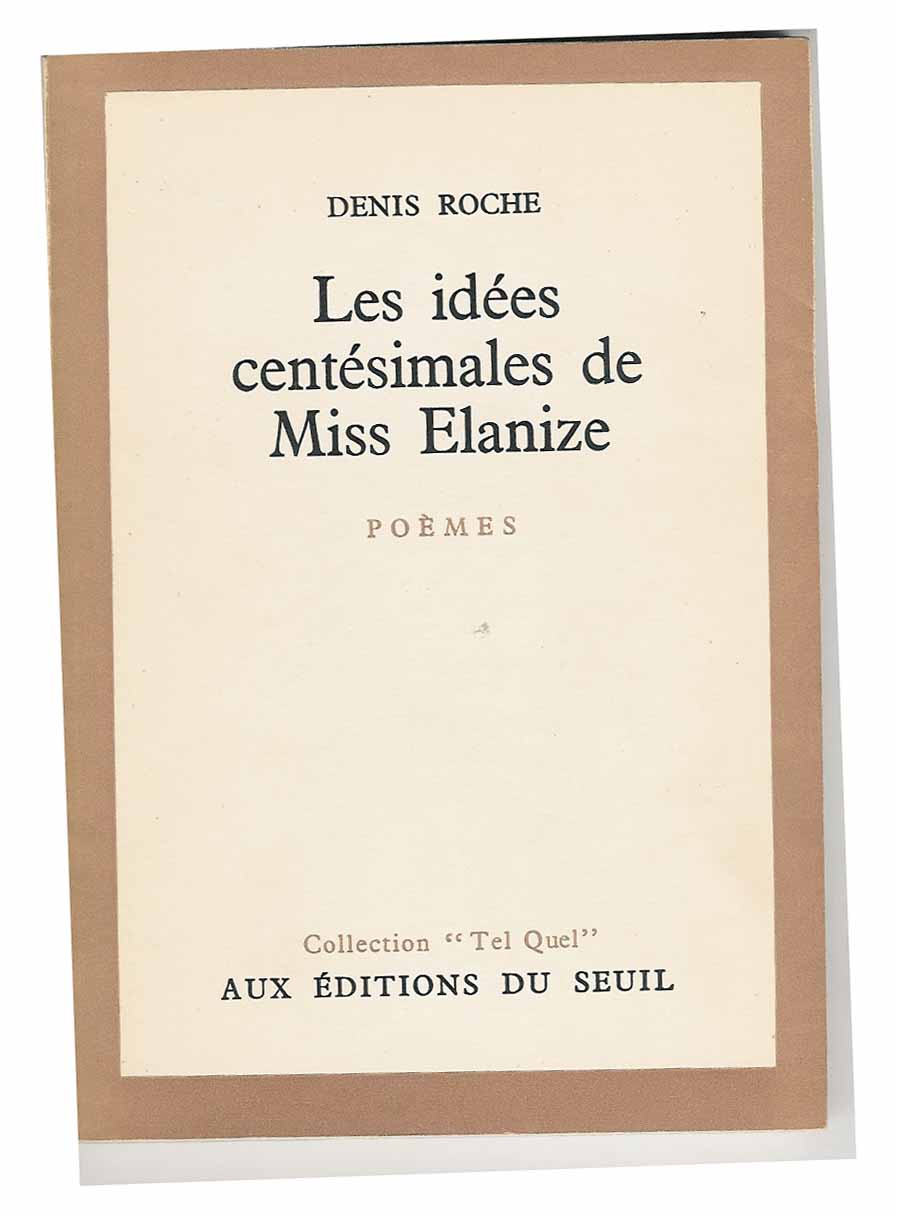 DENIS ROCHE
Les idées
centésimales de
Miss Elanize
POÈMES
Collection “Tel Quel”
AUX ÉDITIONS DU SEUIL